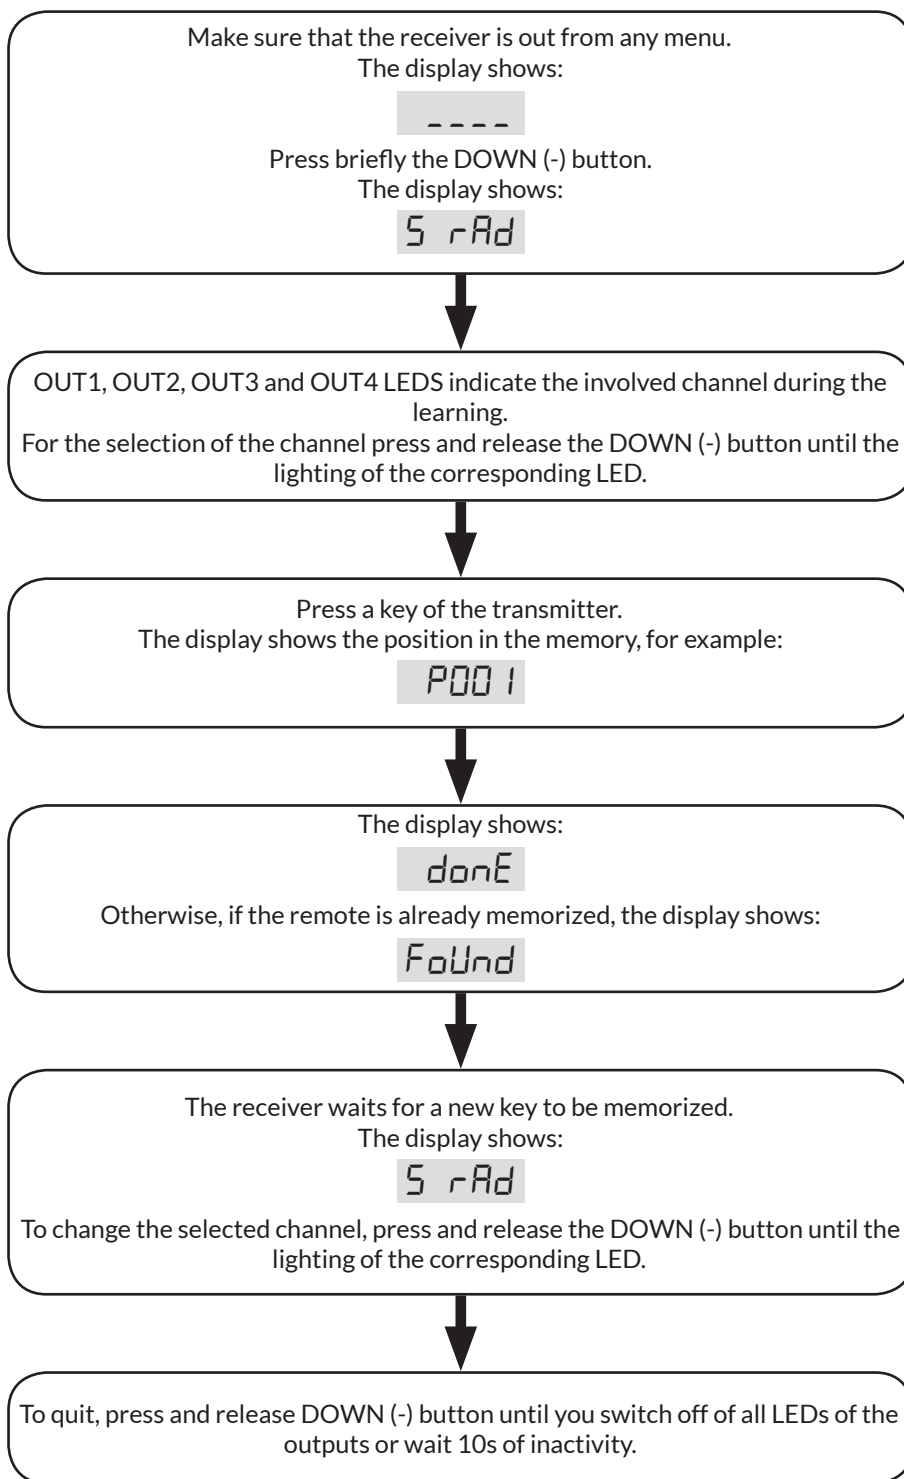 Make sure that the receiver is out from any menu.
The display shows:
_ _ _ _
Press briefly the DOWN (-) button.
The display shows:
S rAd
OUT1, OUT2, OUT3 and OUT4 LEDS indicate the involved channel during the
learning.
For the selection of the channel press and release the DOWN (-) button until the
lighting of the corresponding LED.
Press a key of the transmitter.
The display shows the position in the memory, for example:
P001
The display shows:
donE
Otherwise, if the remote is already memorized, the display shows:
FoUnd
The receiver waits for a new key to be memorized.
The display shows:
S rAd
To change the selected channel, press and release the DOWN (-) button until the
lighting of the corresponding LED.
To quit, press and release DOWN (-) button until you switch off of all LEDs of the
outputs or wait 10s of inactivity.